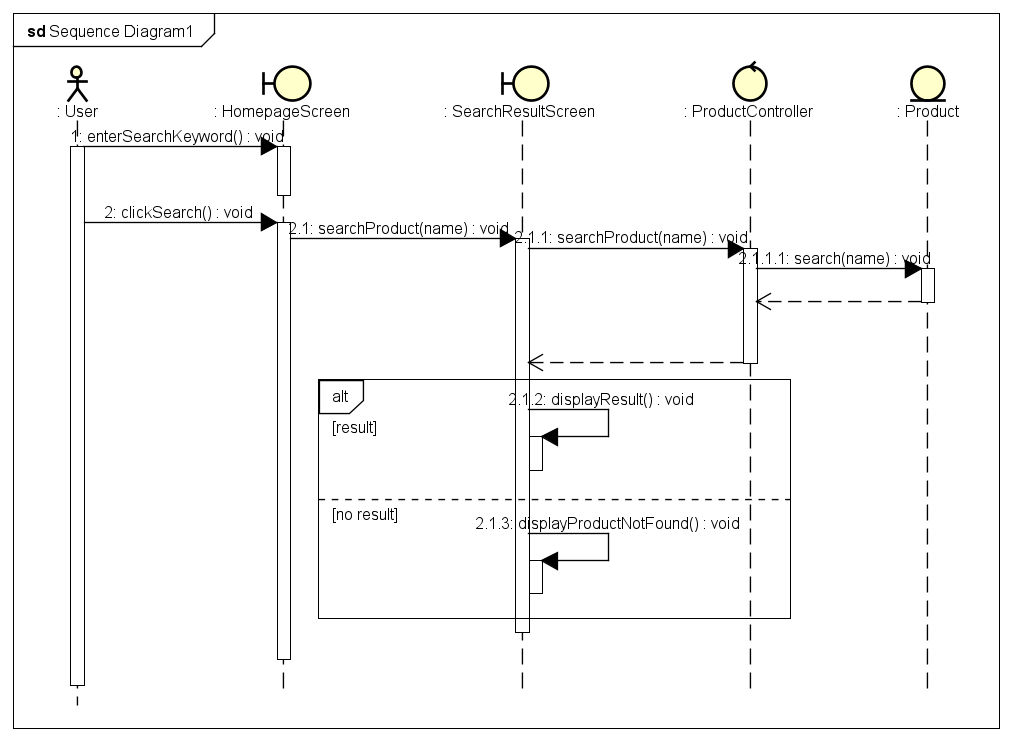 sd Sequence Diagram1
: User
: HomepageScreen
: SearchResultScreen
: ProductController
: Product
1: enterSearchKeyword() : void
2: clickSearch() : void
2.1: searchProduct(name) : void
2.1.1: searchProduct(name) : void
2.1.1.1: search(name) : void
alt
2.1.2: displayResult() : void
[result]
[no result]
2.1.3: displayProductNotFound() : void